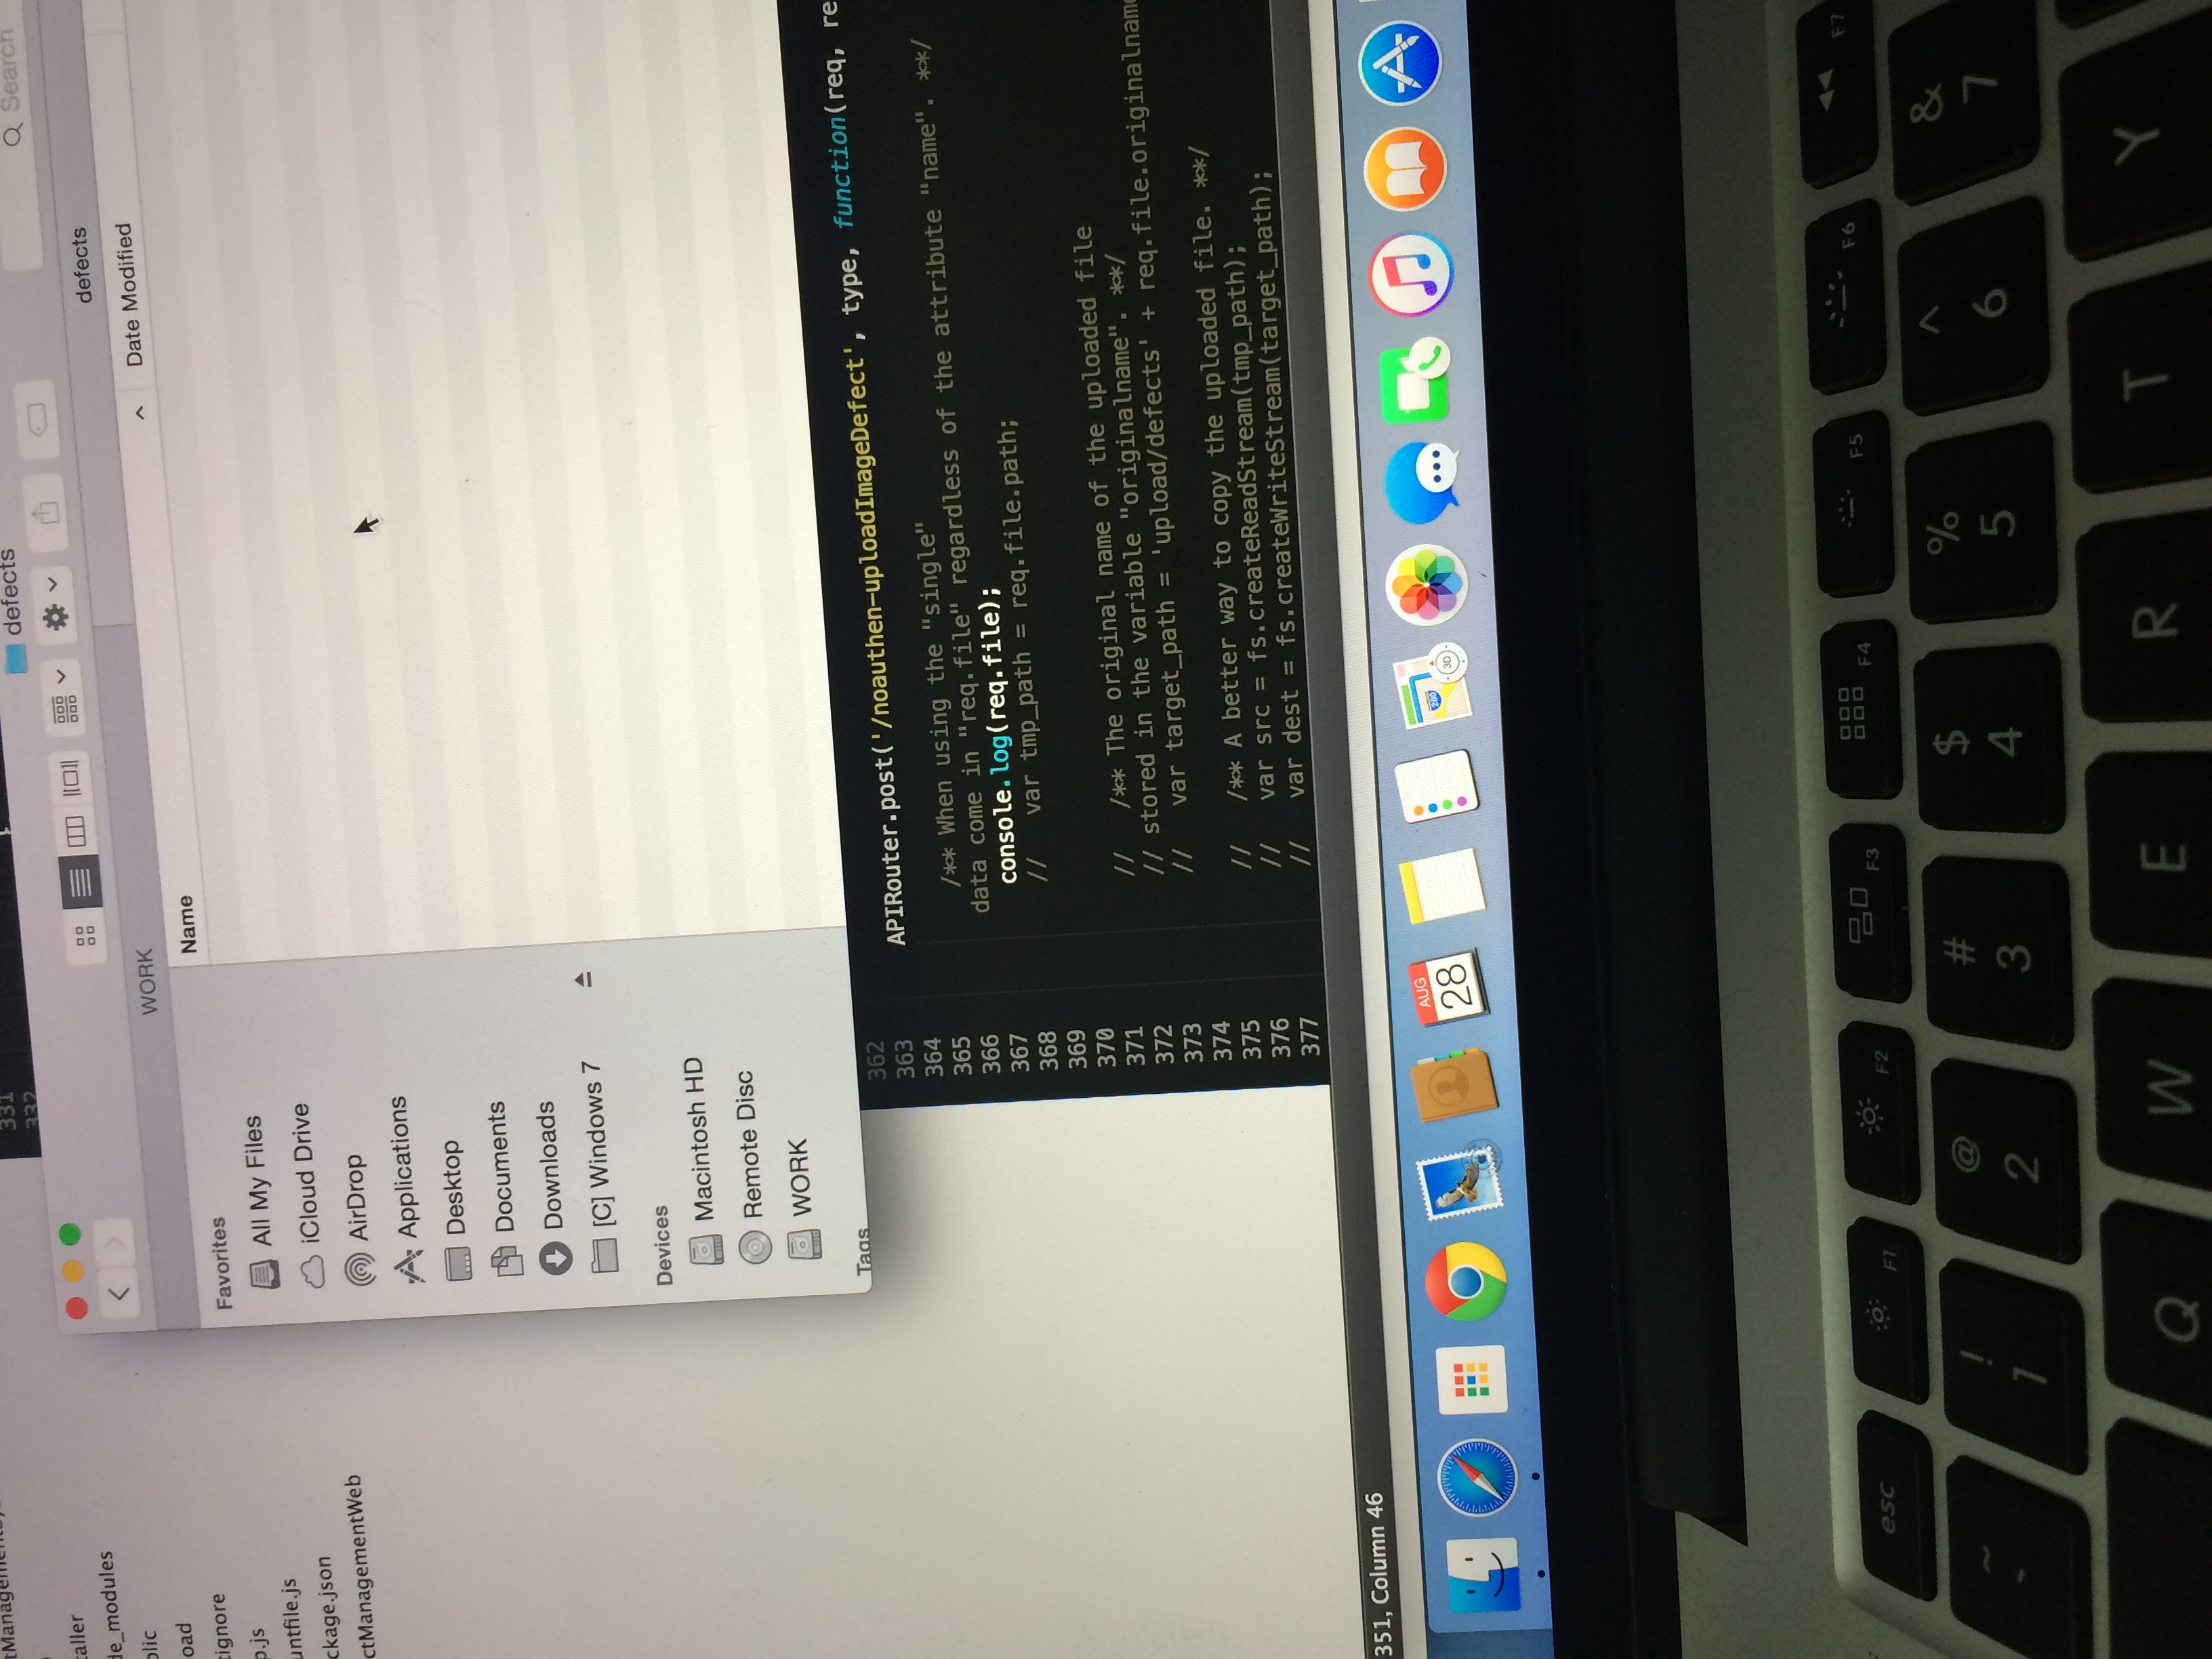 331
332
aller
de_modules
blic
oad
tignore
p.js
untfile.js
ckage.json
ctManagementWeb
defects
Search
WORK
defects
Name
Date Modified
Favorites
All My Files
iCloud Drive
AirDrop
Applications
Desktop
Documents
Downloads
[C] Windows 7
Devices
Macintosh HD
Remote Disc
WORK
Tags
362
363 APIRouter.post('/noauthen-uploadImageDefect', type, function(req, re
364
365 /** When using the "single"
366 data come in "req.file" regardless of the attribute "name". **/
367 console.log(req.file);
368 // var tmp_path = req.file.path;
369
370
371 // /** The original name of the uploaded file
372 // stored in the variable "originalname". **/
373 // var target_path = 'upload/defects' + req.file.originalname
374
375 // /** A better way to copy the uploaded file. **/
376 // var src = fs.createReadStream(tmp_path);
377 // var dest = fs.createWriteStream(target_path);
351, Column 46
AUG
28
280
3D
esc F1 F2 F3 F4 F5 F6 F7
~ ! @ # $ % ^ &
` 1 2 3 4 5 6 7
Q W E R T Y